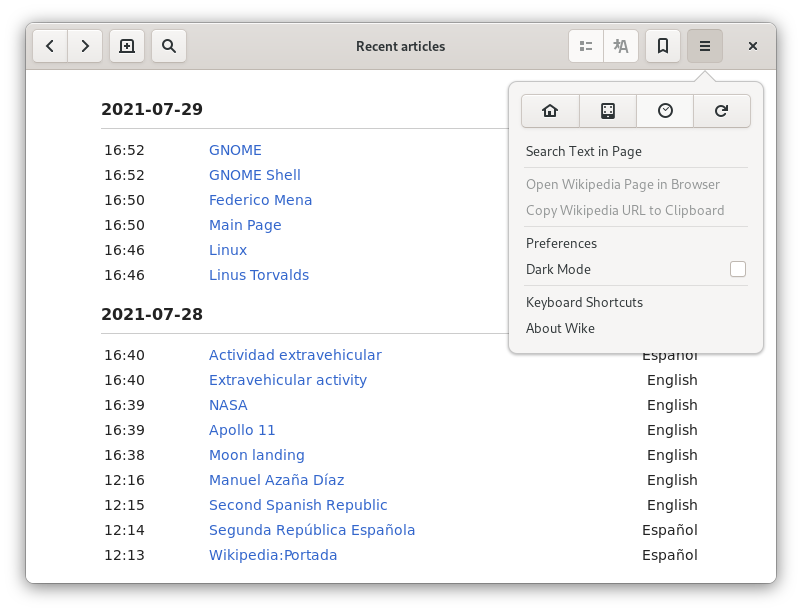 Recent articles
2021-07-29
16:52 GNOME
16:52 GNOME Shell
16:50 Federico Mena
16:50 Main Page
16:46 Linux
16:46 Linus Torvalds
2021-07-28
16:40 Actividad extravehicular Español
16:40 Extravehicular activity English
16:39 NASA English
16:39 Apollo 11 English
16:38 Moon landing English
12:16 Manuel Azaña Díaz English
12:15 Second Spanish Republic English
12:14 Segunda República Española Español
12:13 Wikipedia:Portada Español
Search Text in Page
Open Wikipedia Page in Browser
Copy Wikipedia URL to Clipboard
Preferences
Dark Mode
Keyboard Shortcuts
About Wike